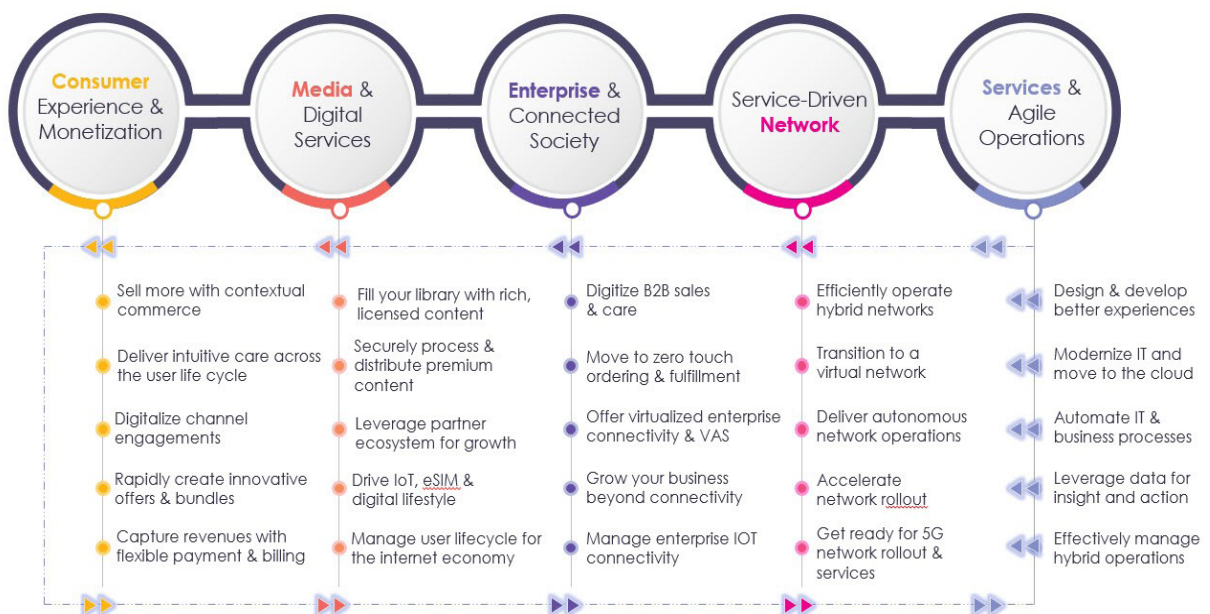 Consumer
Experience &
Monetization
Media &
Digital
Services
Enterprise &
Connected
Society
Service-Driven
Network
Services &
Agile
Operations
Sell more with contextual
commerce
Deliver intuitive care across
the user life cycle
Digitalize channel
engagements
Rapidly create innovative
offers & bundles
Capture revenues with
flexible payment & billing
Fill your library with rich,
licensed content
Securely process &
distribute premium
content
Leverage partner
ecosystem for growth
Drive IoT, eSIM &
digital lifestyle
Manage user lifecycle for
the internet economy
Digitize B2B sales
& care
Move to zero touch
ordering & fulfillment
Offer virtualized enterprise
connectivity & VAS
Grow your business
beyond connectivity
Manage enterprise IOT
connectivity
Efficiently operate
hybrid networks
Transition to a
virtual network
Deliver autonomous
network operations
Accelerate
network rollout
Get ready for 5G
network rollout &
services
Design & develop
better experiences
Modernize IT and
move to the cloud
Automate IT &
business processes
Leverage data for
insight and action
Effectively manage
hybrid operations